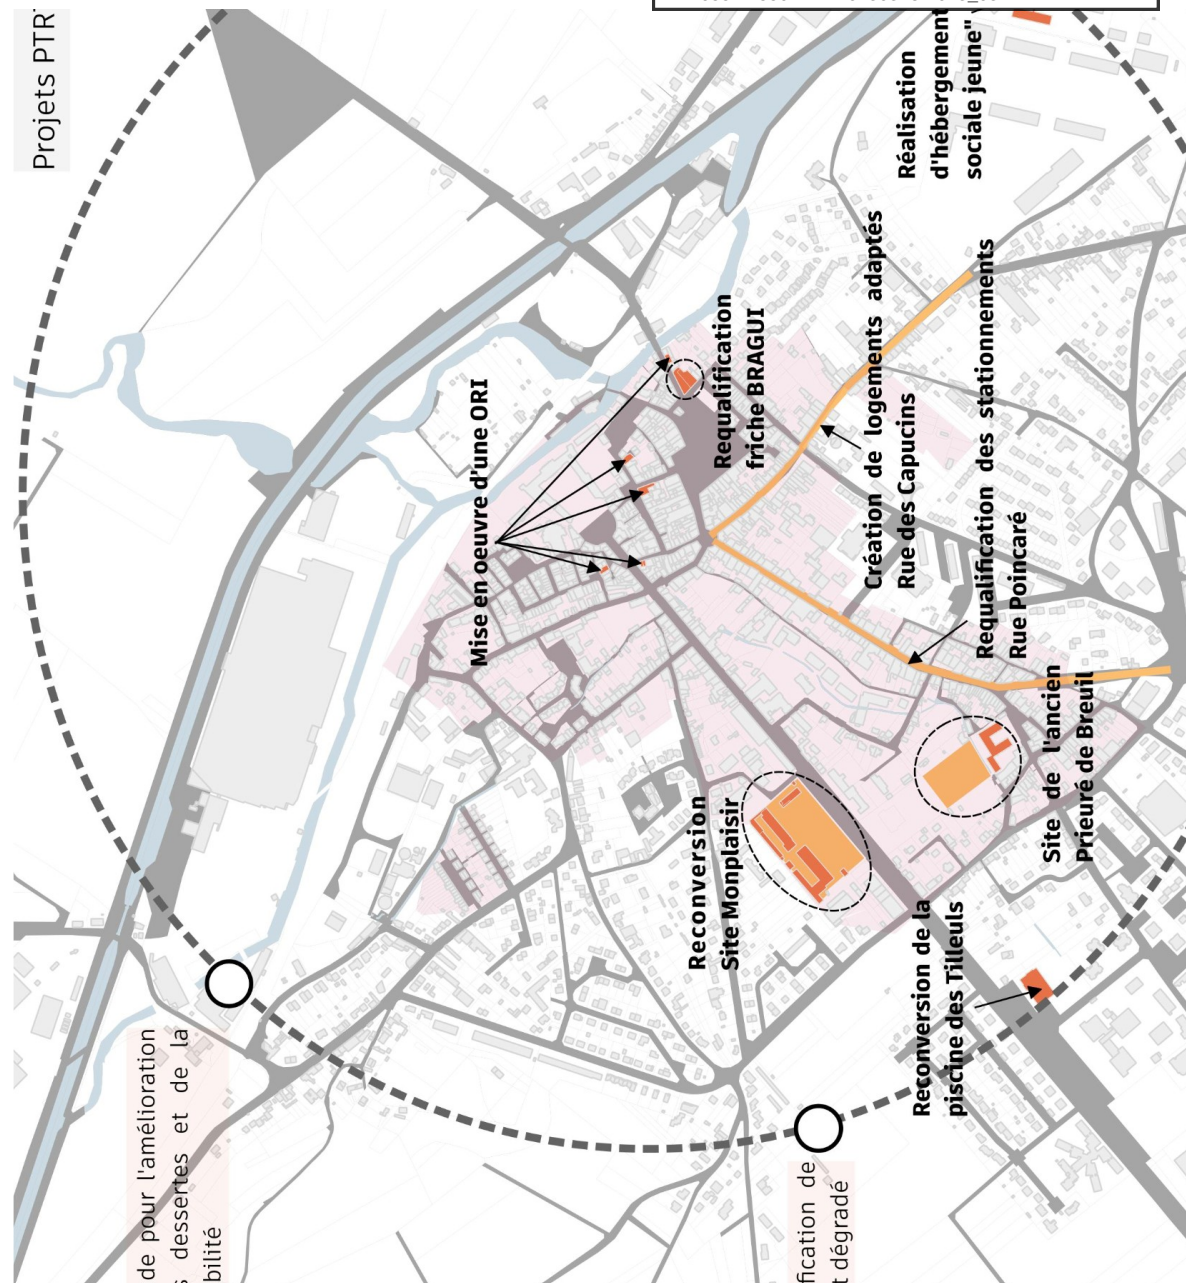 Projets PTRT
de pour l'amélioration
dessertes et de la
bilité
Mise en oeuvre d'une ORI
Reconversion
Site Monplaisir
Requalification
friche BRAGUI
fication de
dégradé
Création de logements adaptés
Rue des Capucins
Réalisation
d'hébergement
sociale jeune"
Reconversion de la
piscine des Tilleuls
Requalification des stationnements
Rue Poincaré
Site de l'ancien
Prieuré de Breuil